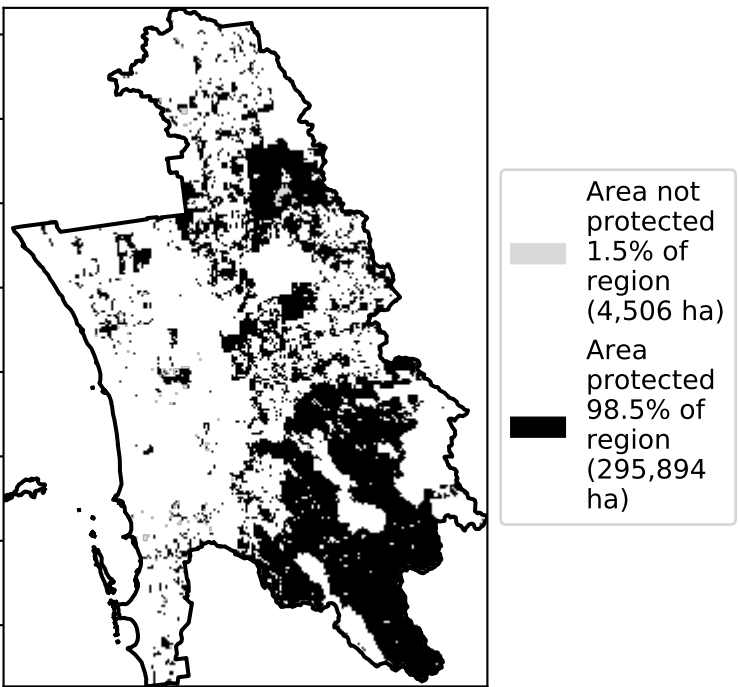 Area not
protected
1.5% of
region
(4,506 ha)
Area
protected
98.5% of
region
(295,894
ha)